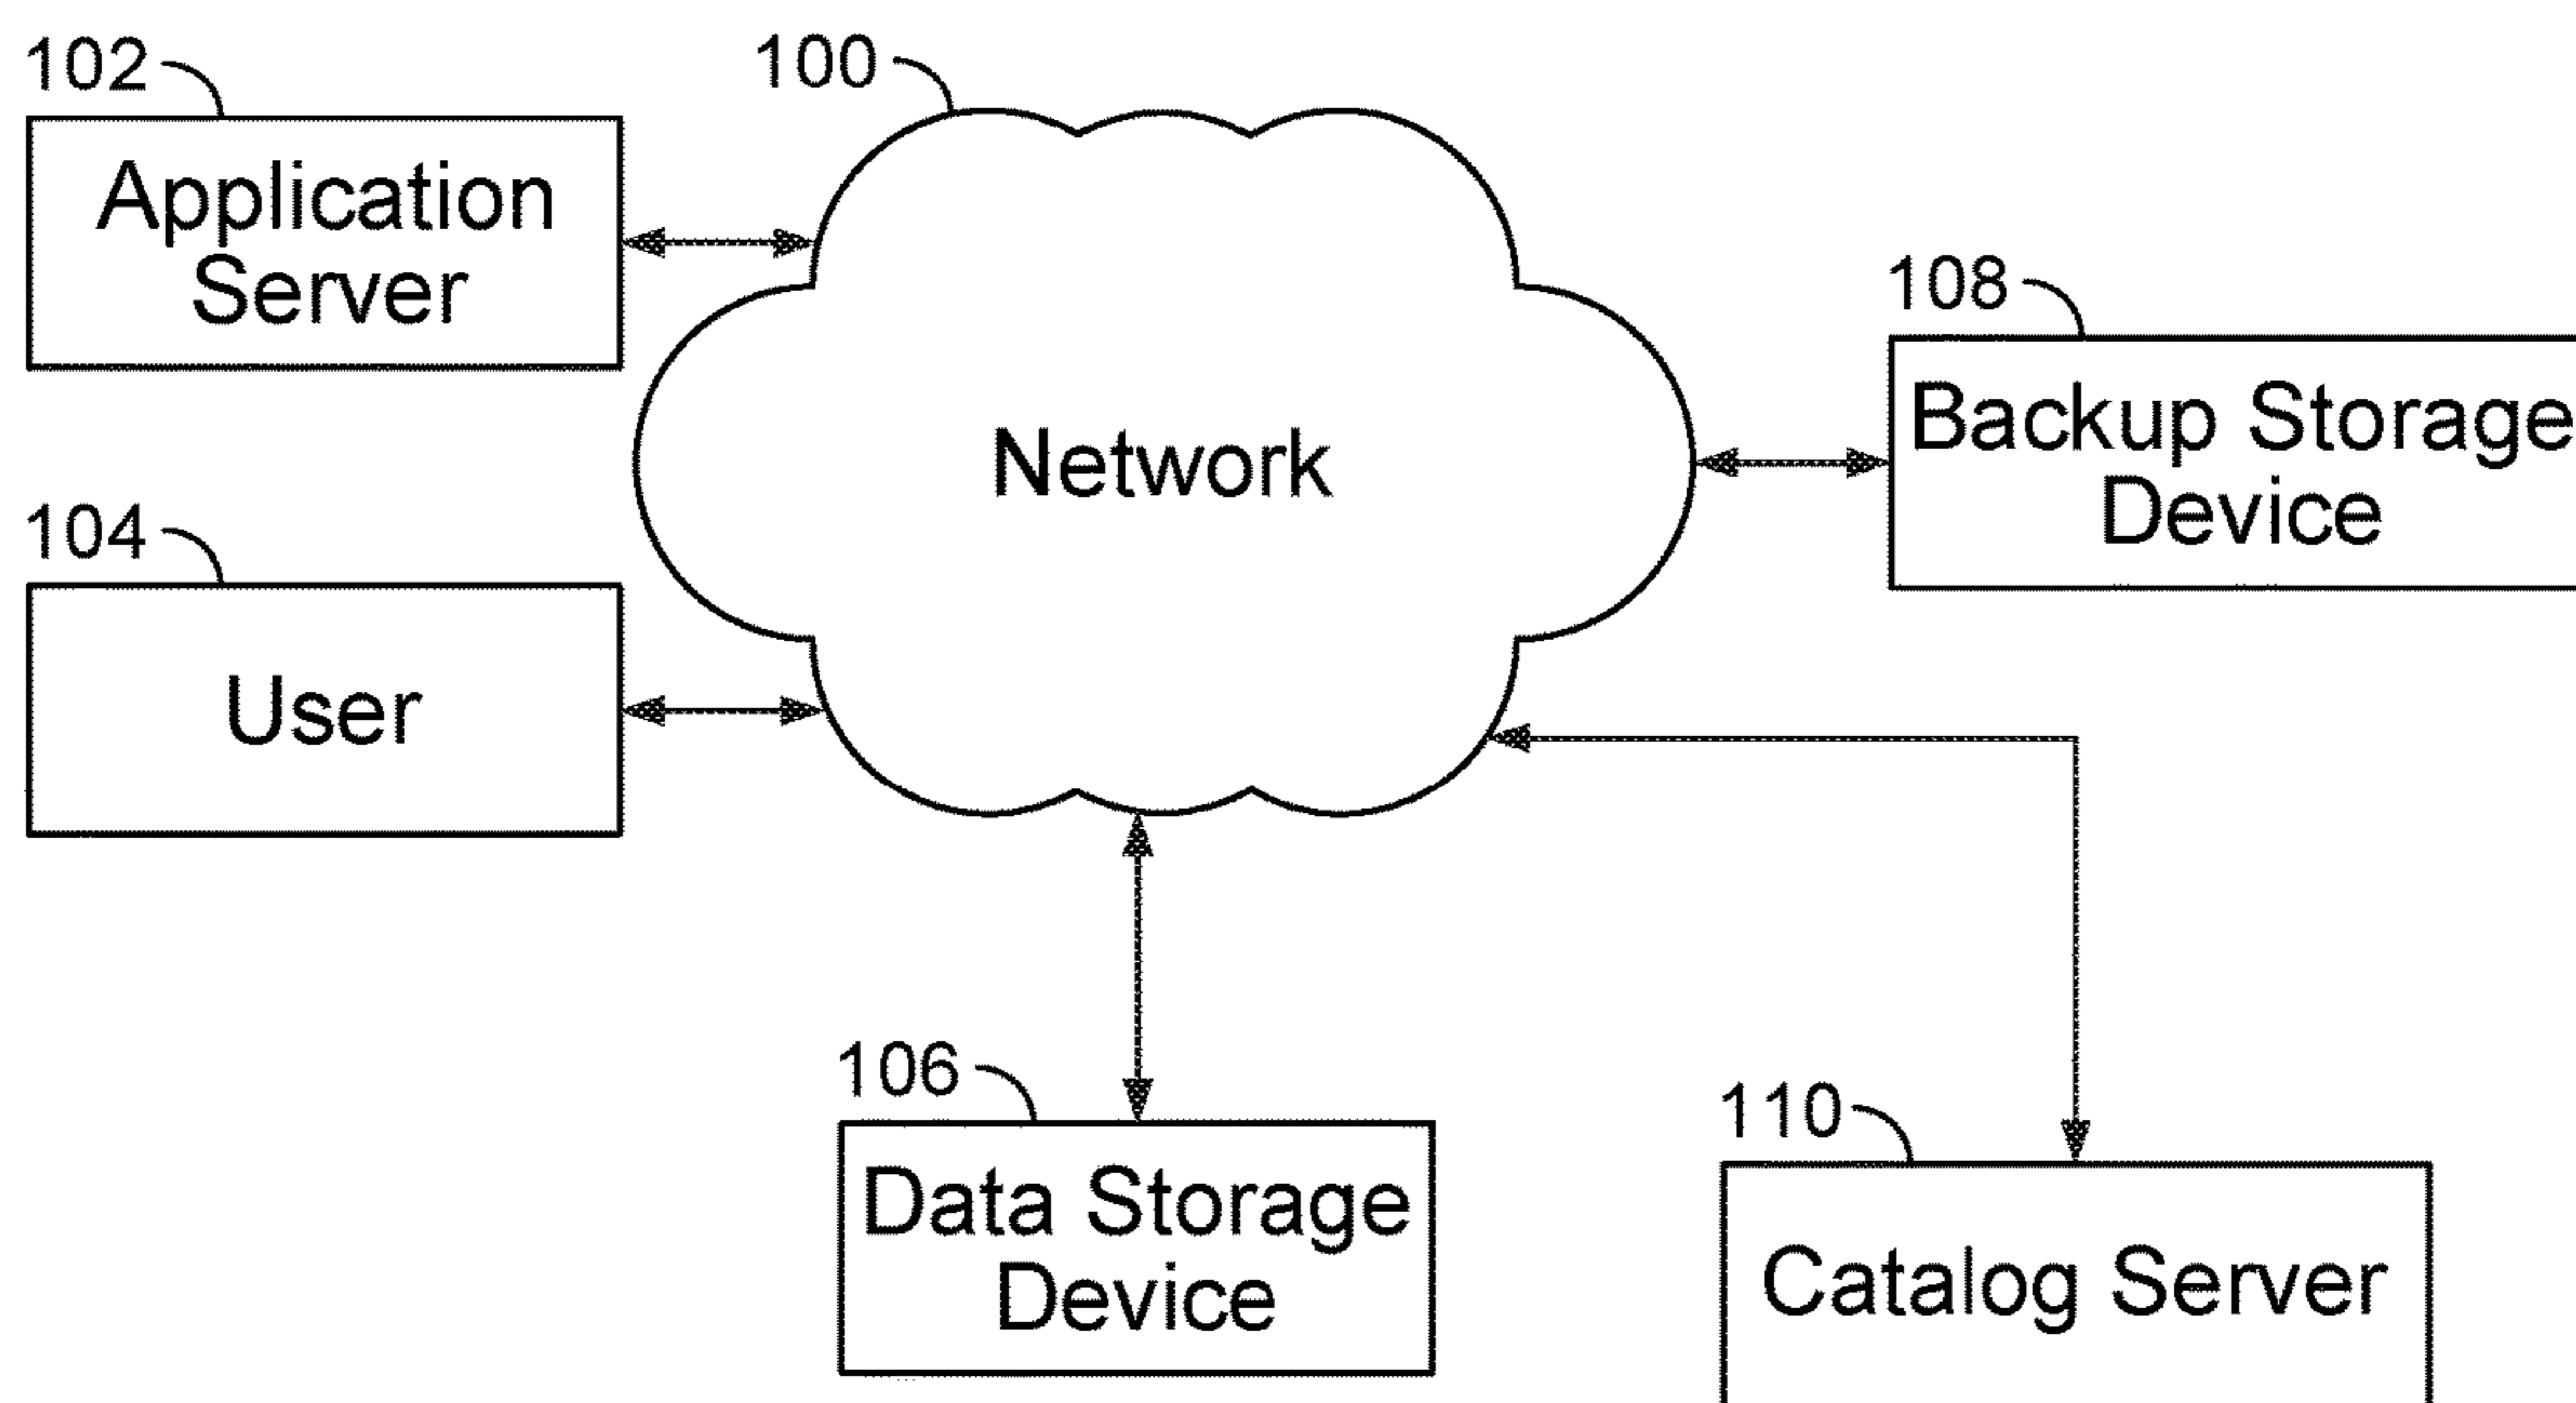 102
Application
Server
100
Network
108
Backup Storage
Device
104
User
106
Data Storage
Device
110
Catalog Server